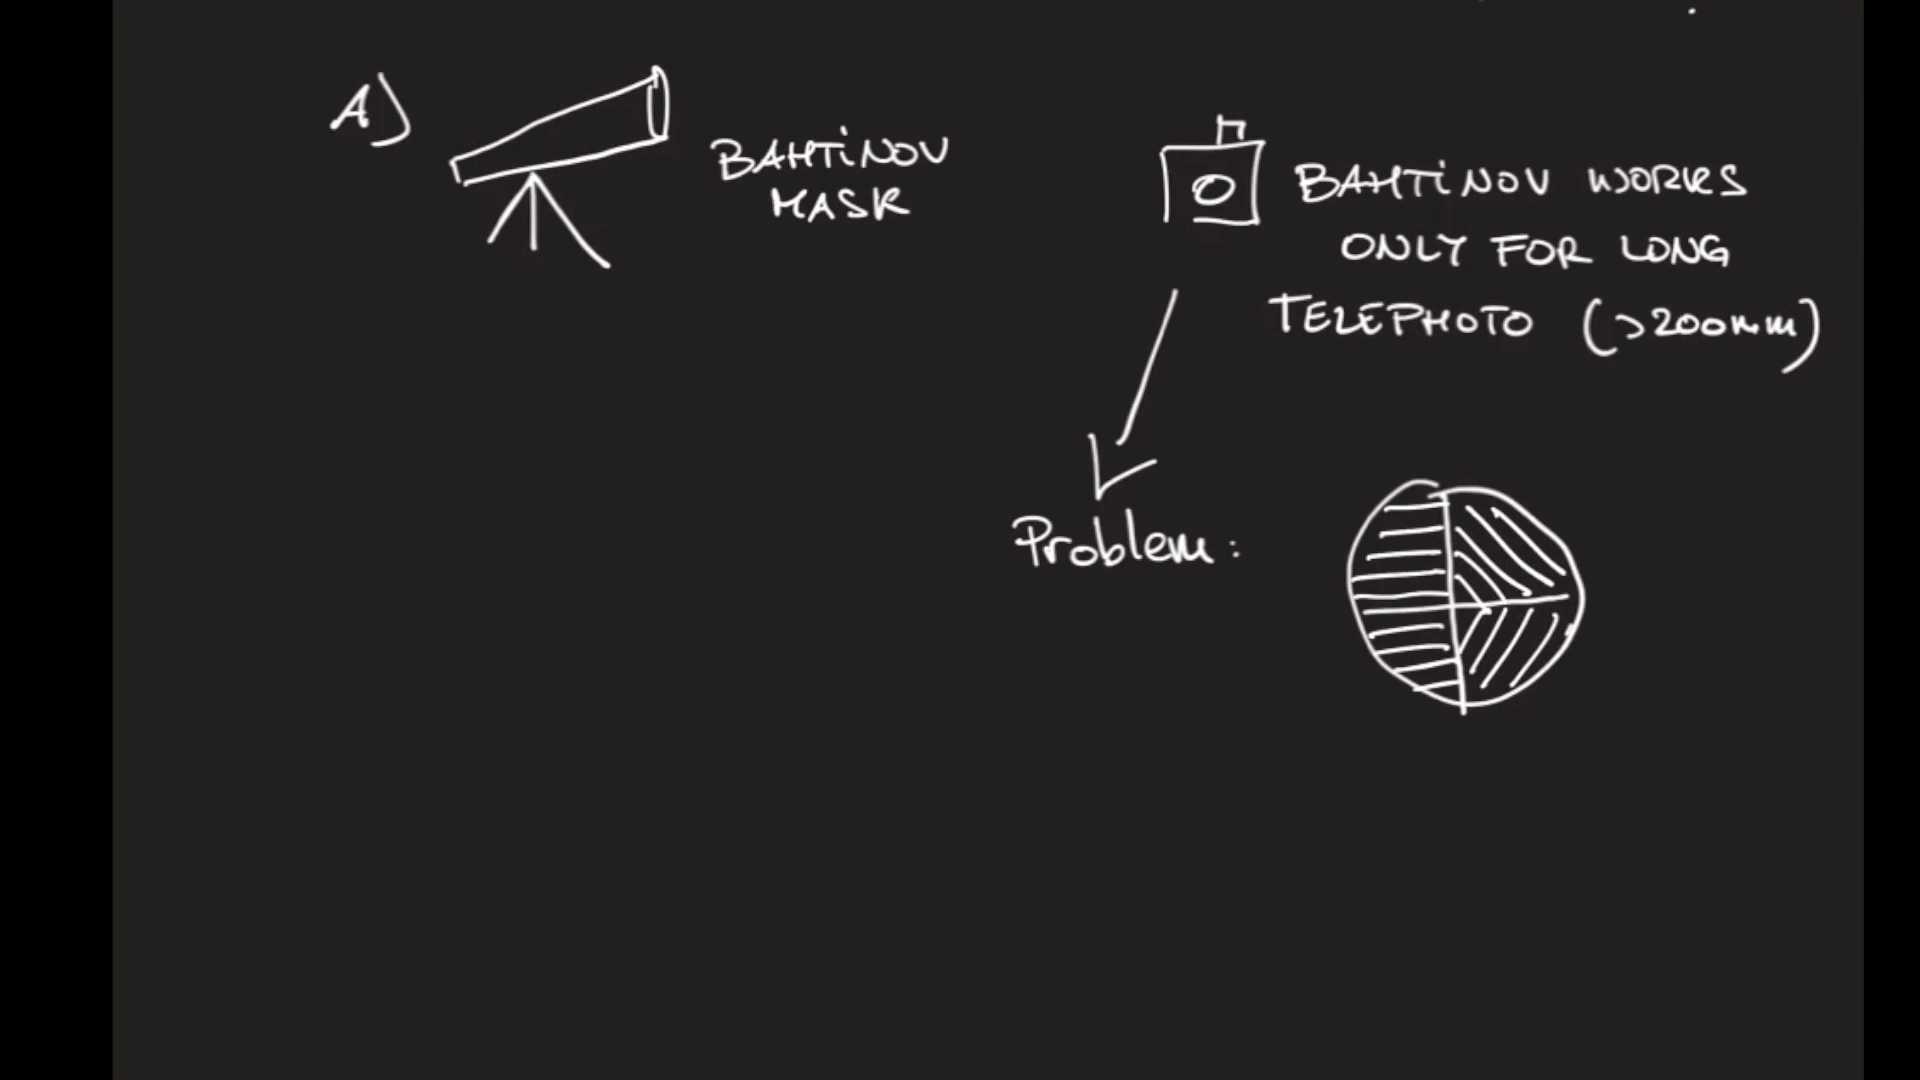 A)
BAHTiNOV
MASK
BAHTiNOV WORKS
ONLY FOR LONG
TELEPHOTO (>200mm)
Problem: